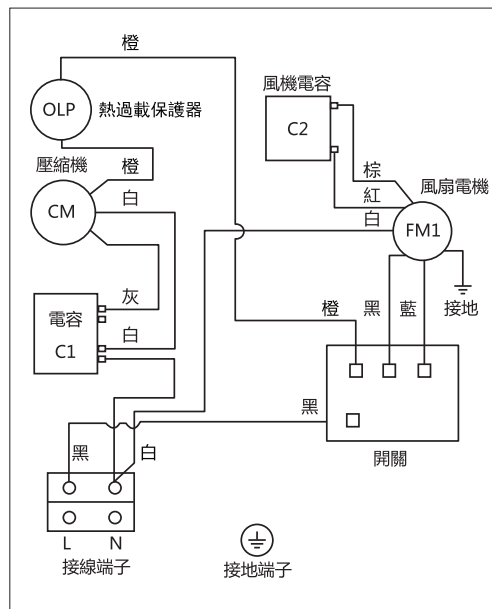 橙
OLP
熱過載保護器
風機電容
C2
壓縮機
橙
CM
白
棕
紅
白
風扇電機
FM1
灰
電容
C1
白
接地
橙
黑
藍
黑
開關
黑
白
L
N
接線端子
接地端子